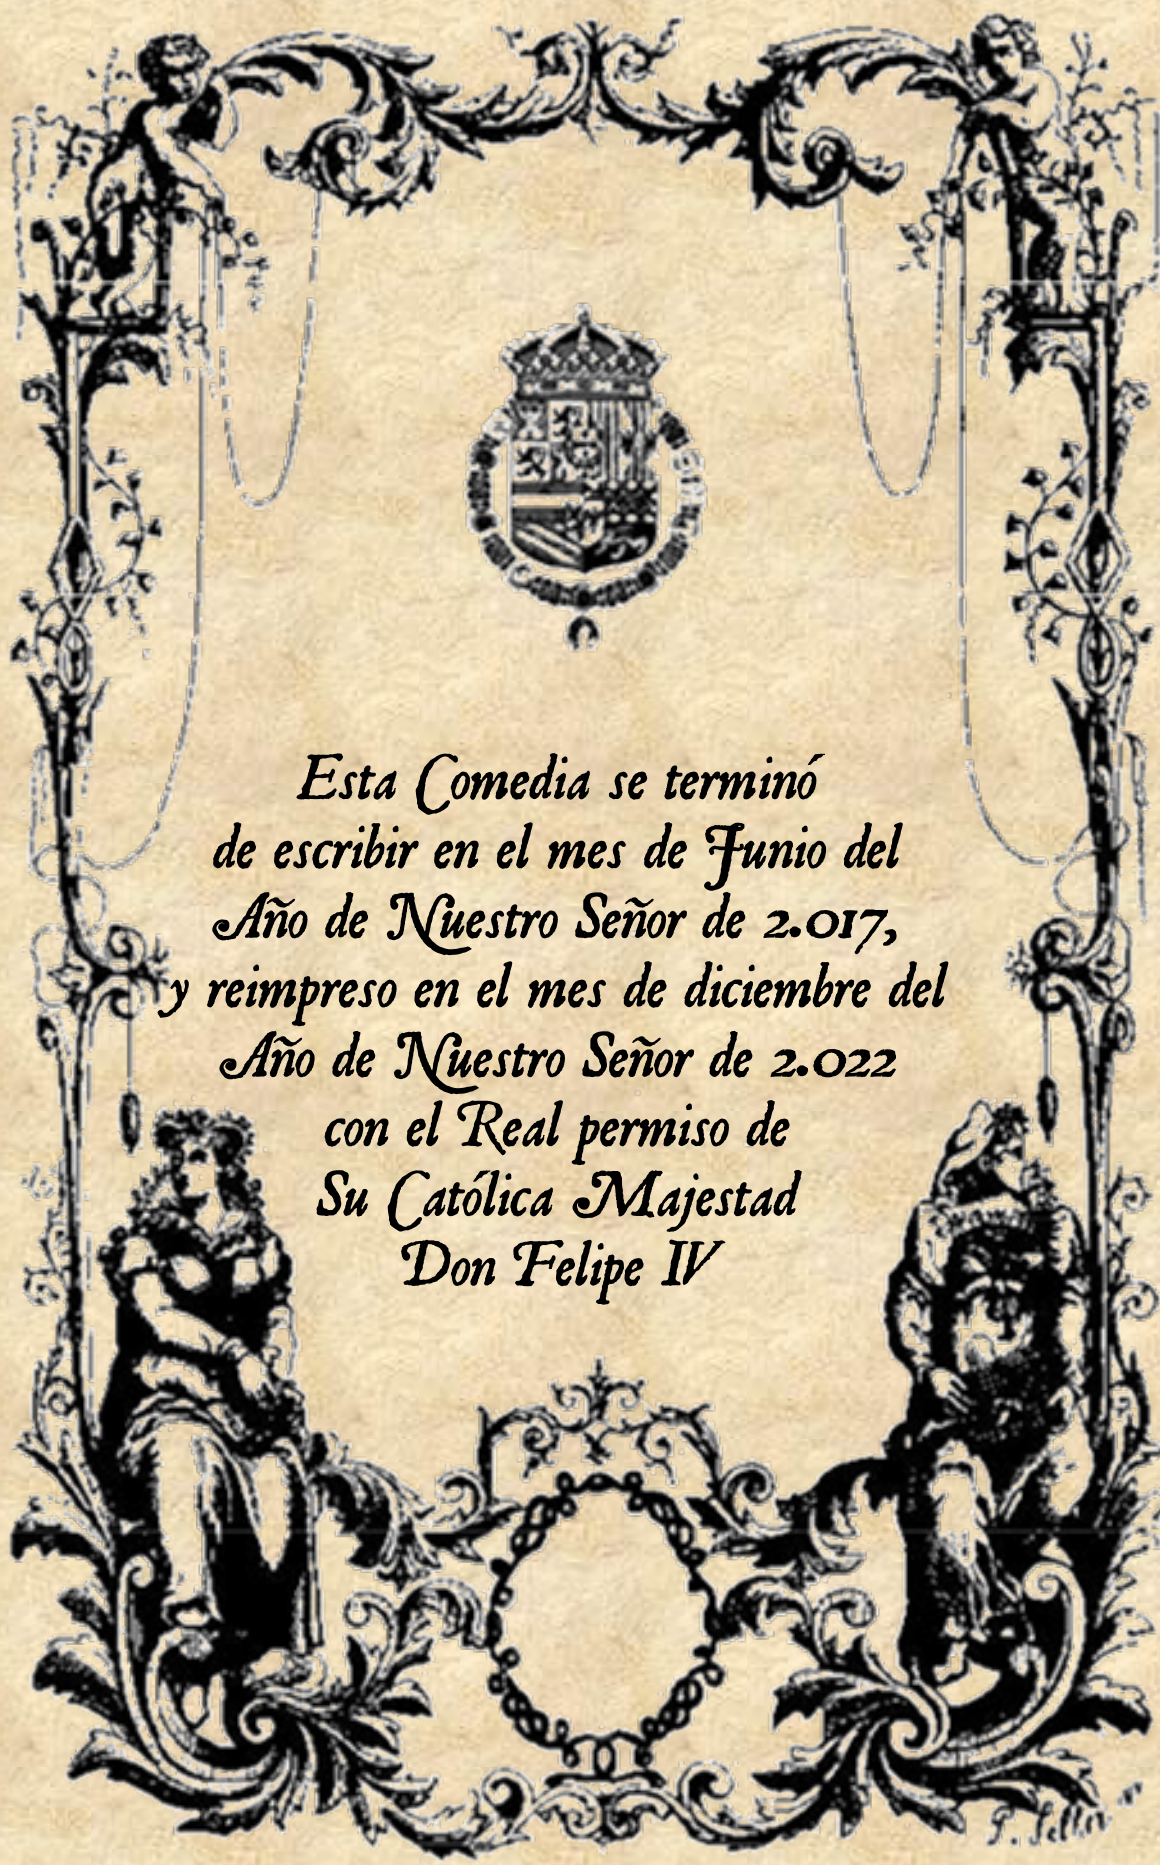 Esta Comedia se terminó
de escribir en el mes de Junio del
Año de Nuestro Señor de 2.017,
y reimpreso en el mes de diciembre del
Año de Nuestro Señor de 2.022
con el Real permiso de
Su Católica Majestad
Don Felipe IV